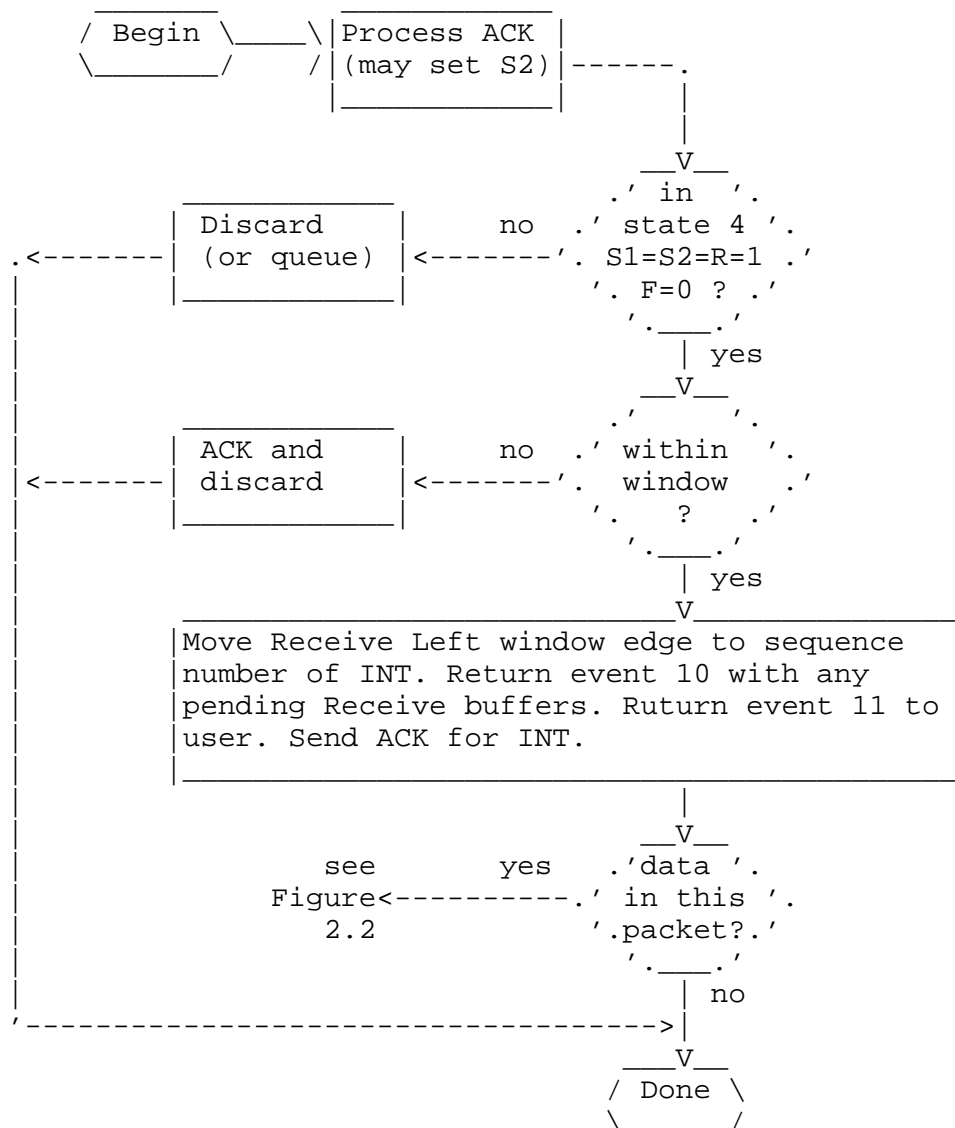 Begin
Process ACK
(may set S2)
in
state 4
S1=S2=R=1
F=0 ?
no
Discard
(or queue)
yes
within
window
?
no
ACK and
discard
yes
Move Receive Left window edge to sequence
number of INT. Return event 10 with any
pending Receive buffers. Ruturn event 11 to
user. Send ACK for INT.
data
in this
packet?
yes
see
Figure
2.2
no
Done